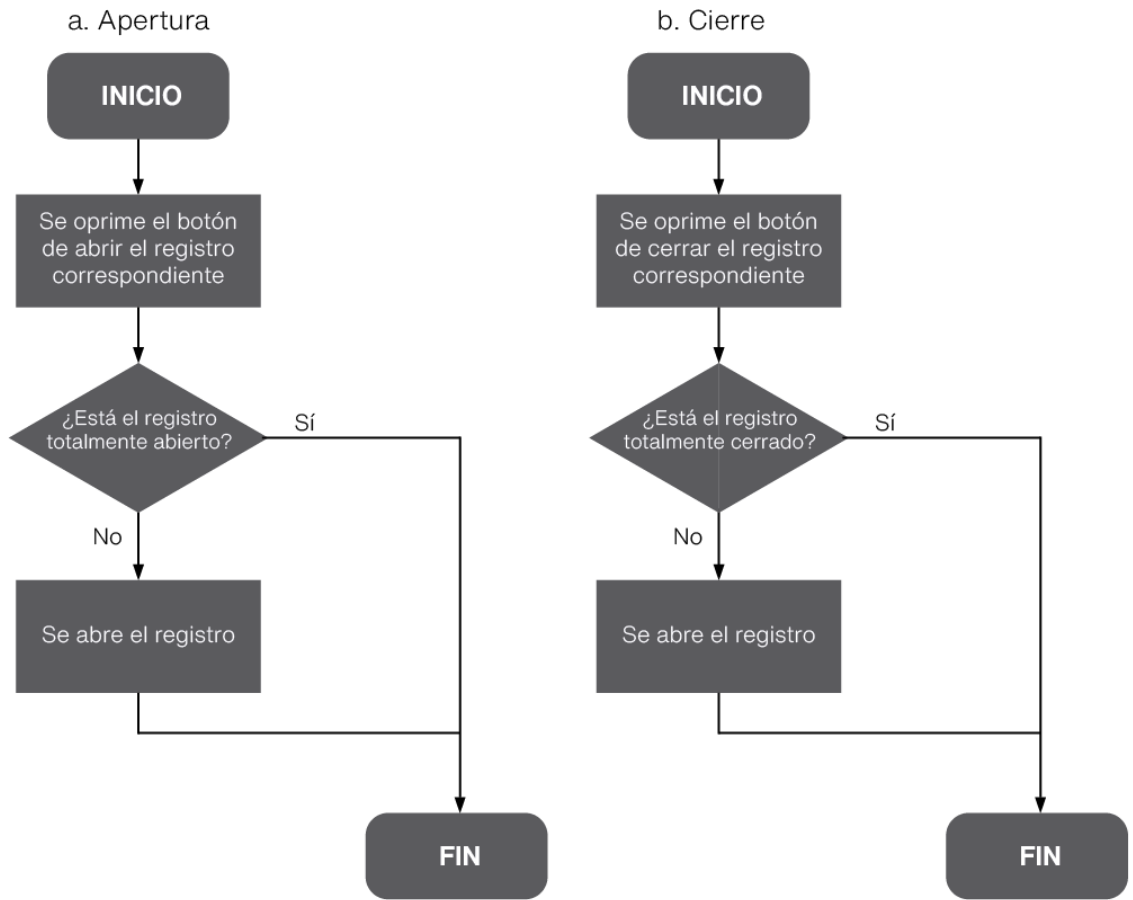 a. Apertura
INICIO
Se oprime el botón
de abrir el registro
correspondiente
¿Está el registro
totalmente abierto?
Sí
No
Se abre el registro
FIN
b. Cierre
INICIO
Se oprime el botón
de cerrar el registro
correspondiente
¿Está el registro
totalmente cerrado?
Sí
No
Se abre el registro
FIN